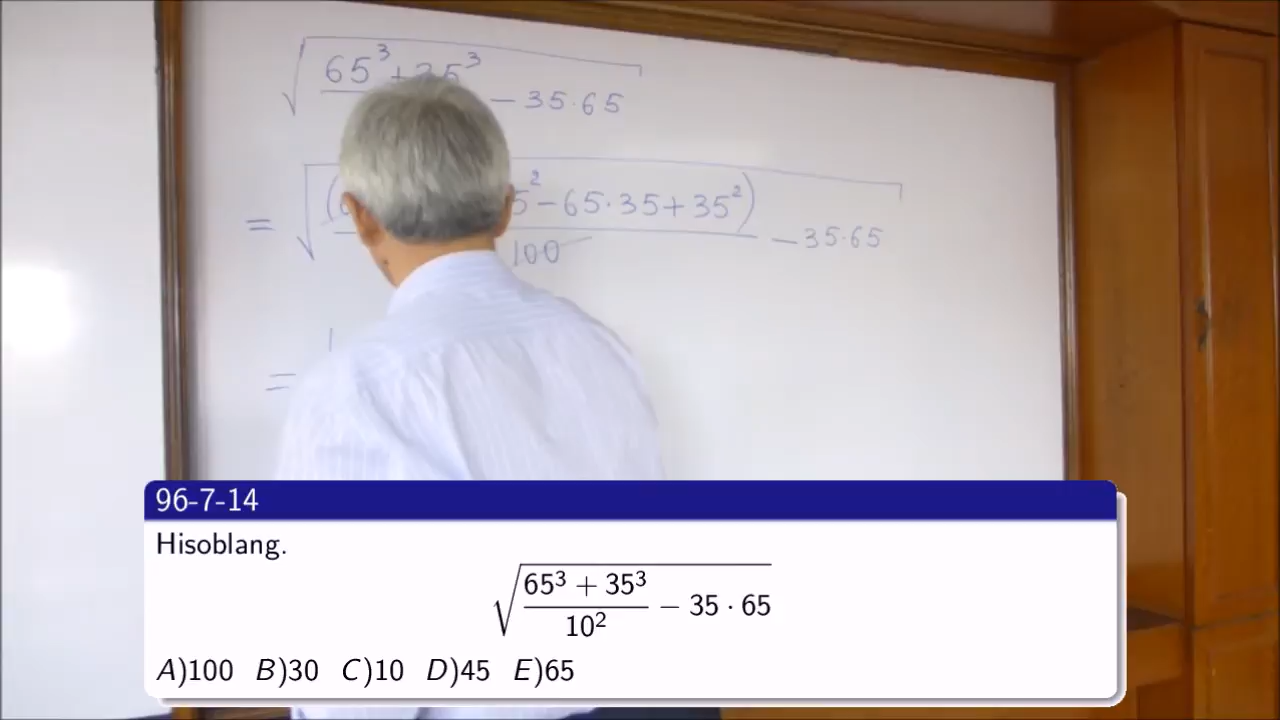 65³ + 35³
— 35·65
= 5² − 65·35 + 35²)
100 — 35·65
=
96-7-14
Hisoblang.
√((65³ + 35³)/10² − 35 · 65)
A)100 B)30 C)10 D)45 E)65